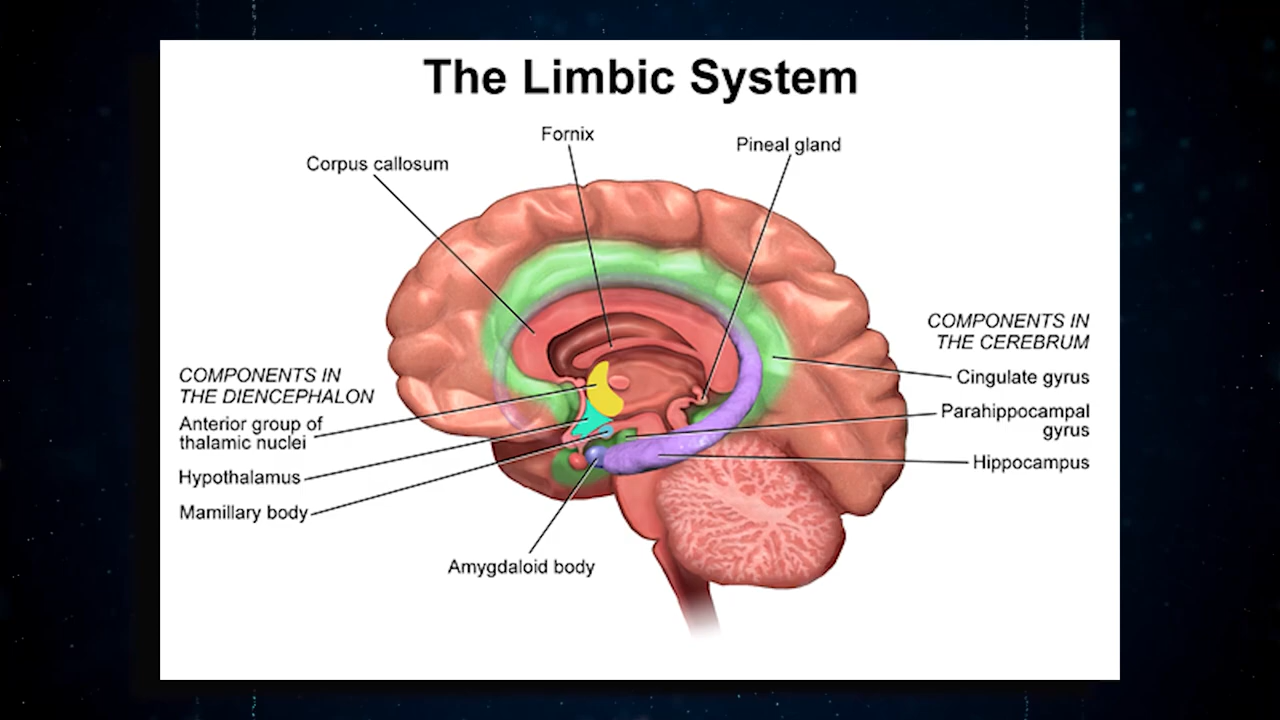 The Limbic System
Fornix
Pineal gland
Corpus callosum
COMPONENTS IN
THE CEREBRUM
Cingulate gyrus
Parahippocampal
gyrus
Hippocampus
COMPONENTS IN
THE DIENCEPHALON
Anterior group of
thalamic nuclei
Hypothalamus
Mamillary body
Amygdaloid body